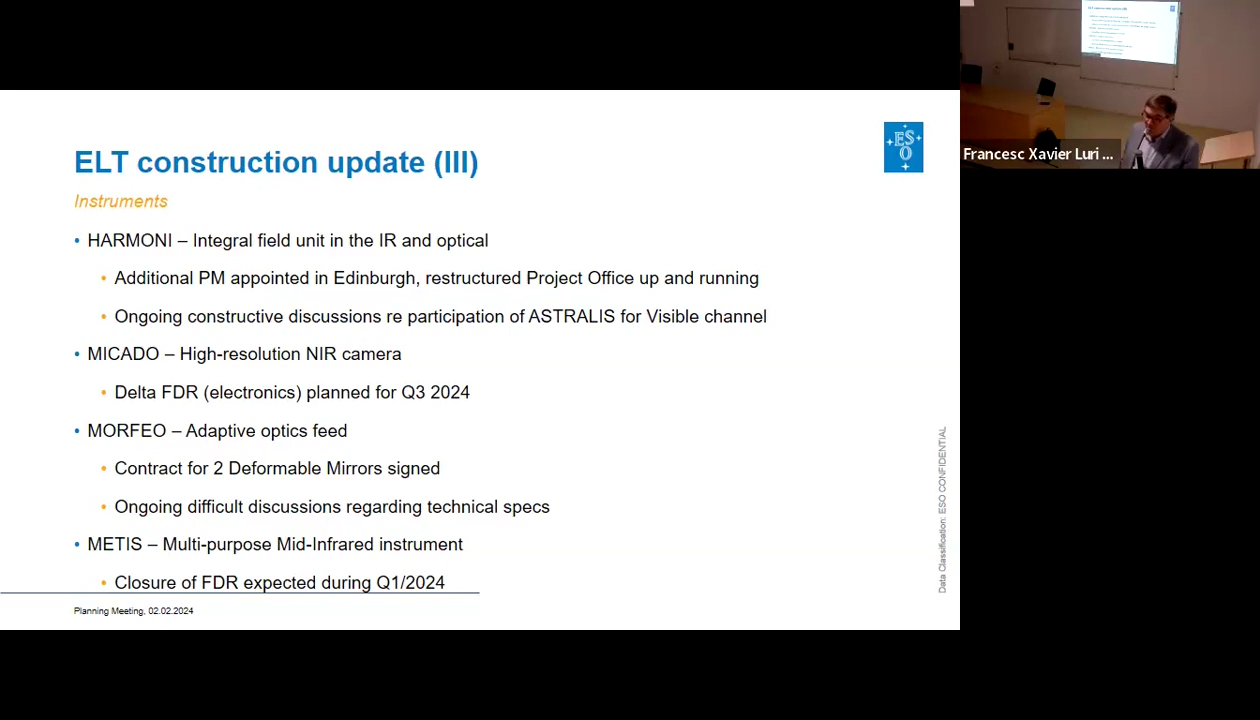 ELT construction update (III)
ESO
Instruments
• HARMONI – Integral field unit in the IR and optical
• Additional PM appointed in Edinburgh, restructured Project Office up and running
• Ongoing constructive discussions re participation of ASTRALIS for Visible channel
• MICADO – High-resolution NIR camera
• Delta FDR (electronics) planned for Q3 2024
• MORFEO – Adaptive optics feed
• Contract for 2 Deformable Mirrors signed
• Ongoing difficult discussions regarding technical specs
• METIS – Multi-purpose Mid-Infrared instrument
• Closure of FDR expected during Q1/2024
Planning Meeting, 02.02.2024
Data Classification: ESO CONFIDENTIAL
Francesc Xavier Luri ...